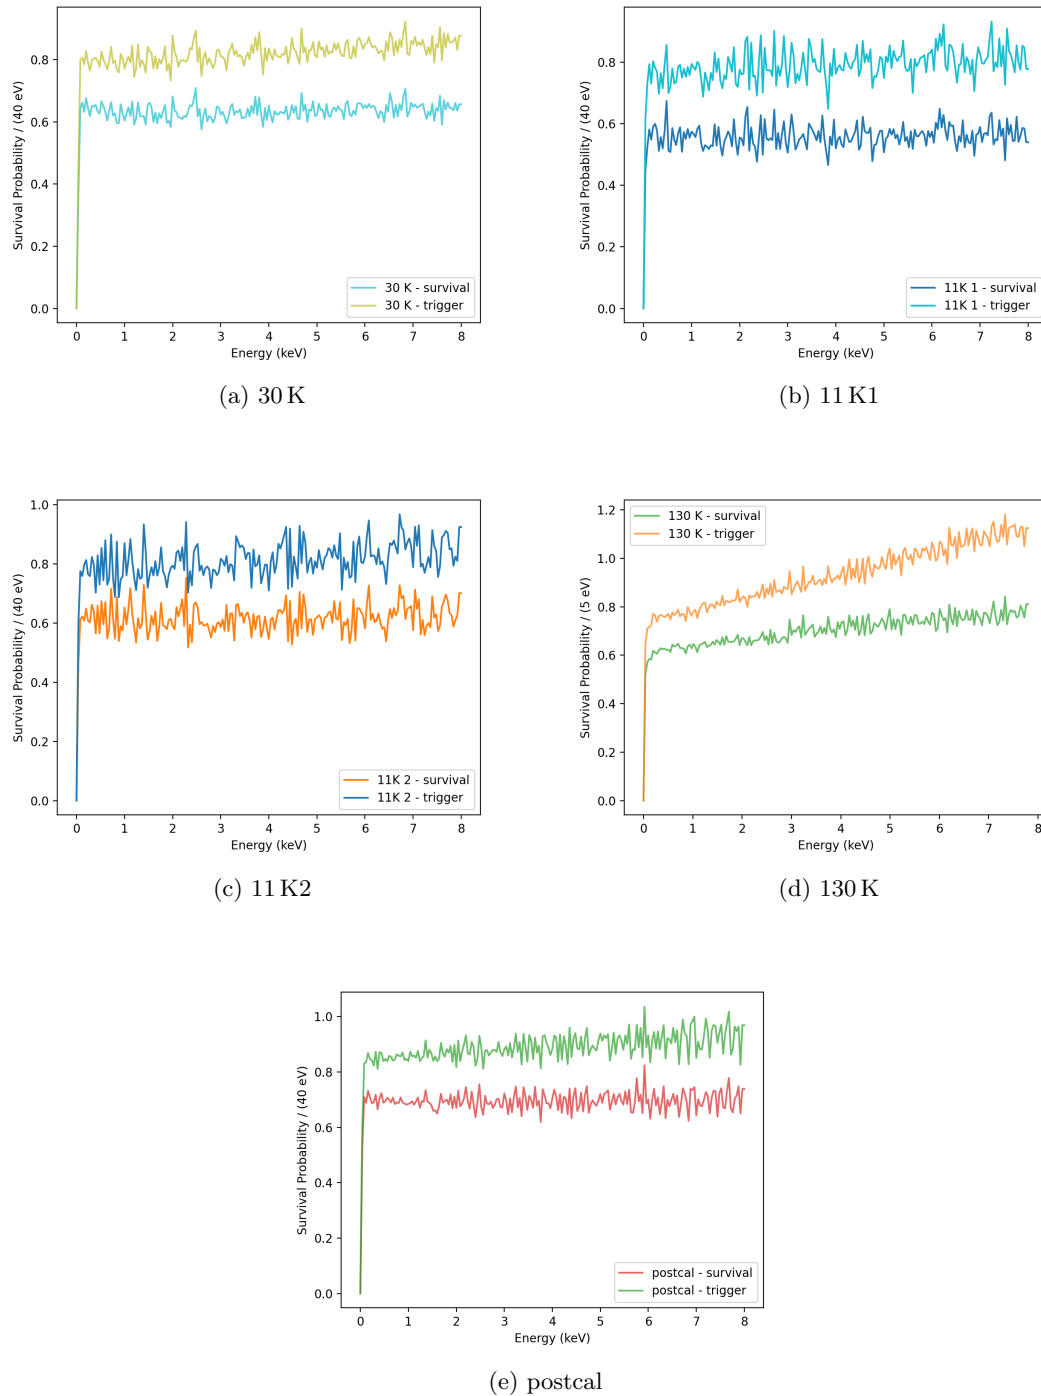 Survival Probability / (40 eV)
0.8
0.6
0.4
0.2
0.0
30 K - survival
30 K - trigger
0 1 2 3 4 5 6 7 8
Energy (keV)
(a) 30 K
Survival Probability / (40 eV)
0.8
0.6
0.4
0.2
0.0
11K 1 - survival
11K 1 - trigger
0 1 2 3 4 5 6 7 8
Energy (keV)
(b) 11 K1
Survival Probability / (40 eV)
1.0
0.8
0.6
0.4
0.2
0.0
11K 2 - survival
11K 2 - trigger
0 1 2 3 4 5 6 7 8
Energy (keV)
(c) 11 K2
Survival Probability / (5 eV)
1.2
1.0
0.8
0.6
0.4
0.2
0.0
130 K - survival
130 K - trigger
0 1 2 3 4 5 6 7 8
Energy (keV)
(d) 130 K
Survival Probability / (40 eV)
1.0
0.8
0.6
0.4
0.2
0.0
postcal - survival
postcal - trigger
0 1 2 3 4 5 6 7 8
Energy (keV)
(e) postcal